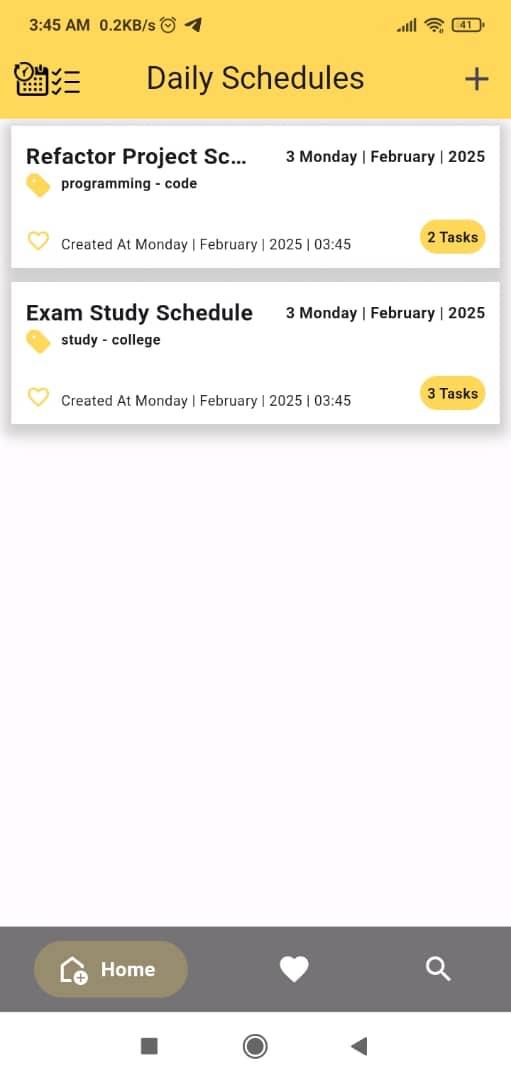 3:45 AM 0.2KB/s
41
Daily Schedules
Refactor Project Sc...
3 Monday | February | 2025
programming - code
Created At Monday | February | 2025 | 03:45
2 Tasks
Exam Study Schedule
3 Monday | February | 2025
study - college
Created At Monday | February | 2025 | 03:45
3 Tasks
Home